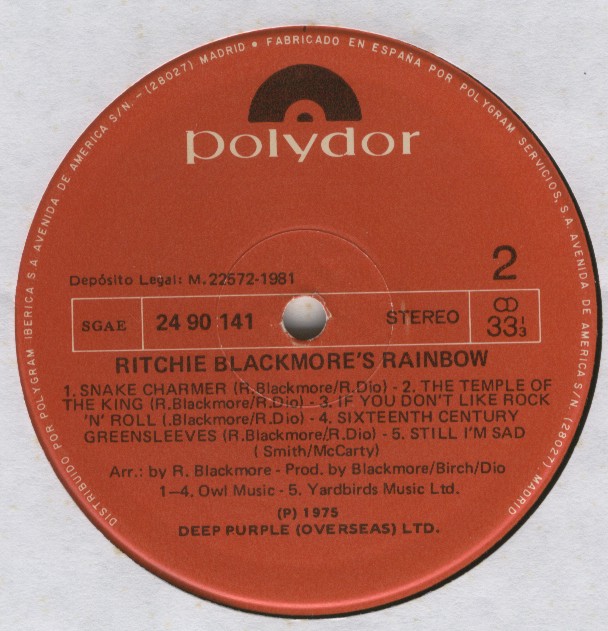 DISTRIBUIDO POR POLYGRAM IBERICA S A AVENIDA DE AMERICA S/N. - (28027) MADRID • FABRICADO EN ESPAÑA POR POLYGRAM SERVICIOS, S.A. AVENIDA DE AMERICA S/N. (28027) MADRID
polydor
Depósito Legal: M. 22572-1981
2
SGAE
24 90 141
STEREO
33 1/3
RITCHIE BLACKMORE'S RAINBOW
1. SNAKE CHARMER (R. Blackmore/R. Dio) - 2. THE TEMPLE OF
THE KING (R. Blackmore/R. Dio) - 3. IF YOU DON'T LIKE ROCK
'N' ROLL (.Blackmore/R. Dio) - 4. SIXTEENTH CENTURY
GREENSLEEVES (R. Blackmore/R. Dio) - 5. STILL I'M SAD
( Smith/McCarty)
Arr.: by R. Blackmore - Prod. by Blackmore/Birch/Dio
1-4. Owl Music - 5. Yardbirds Music Ltd.
(P) 1975
DEEP PURPLE (OVERSEAS) LTD.